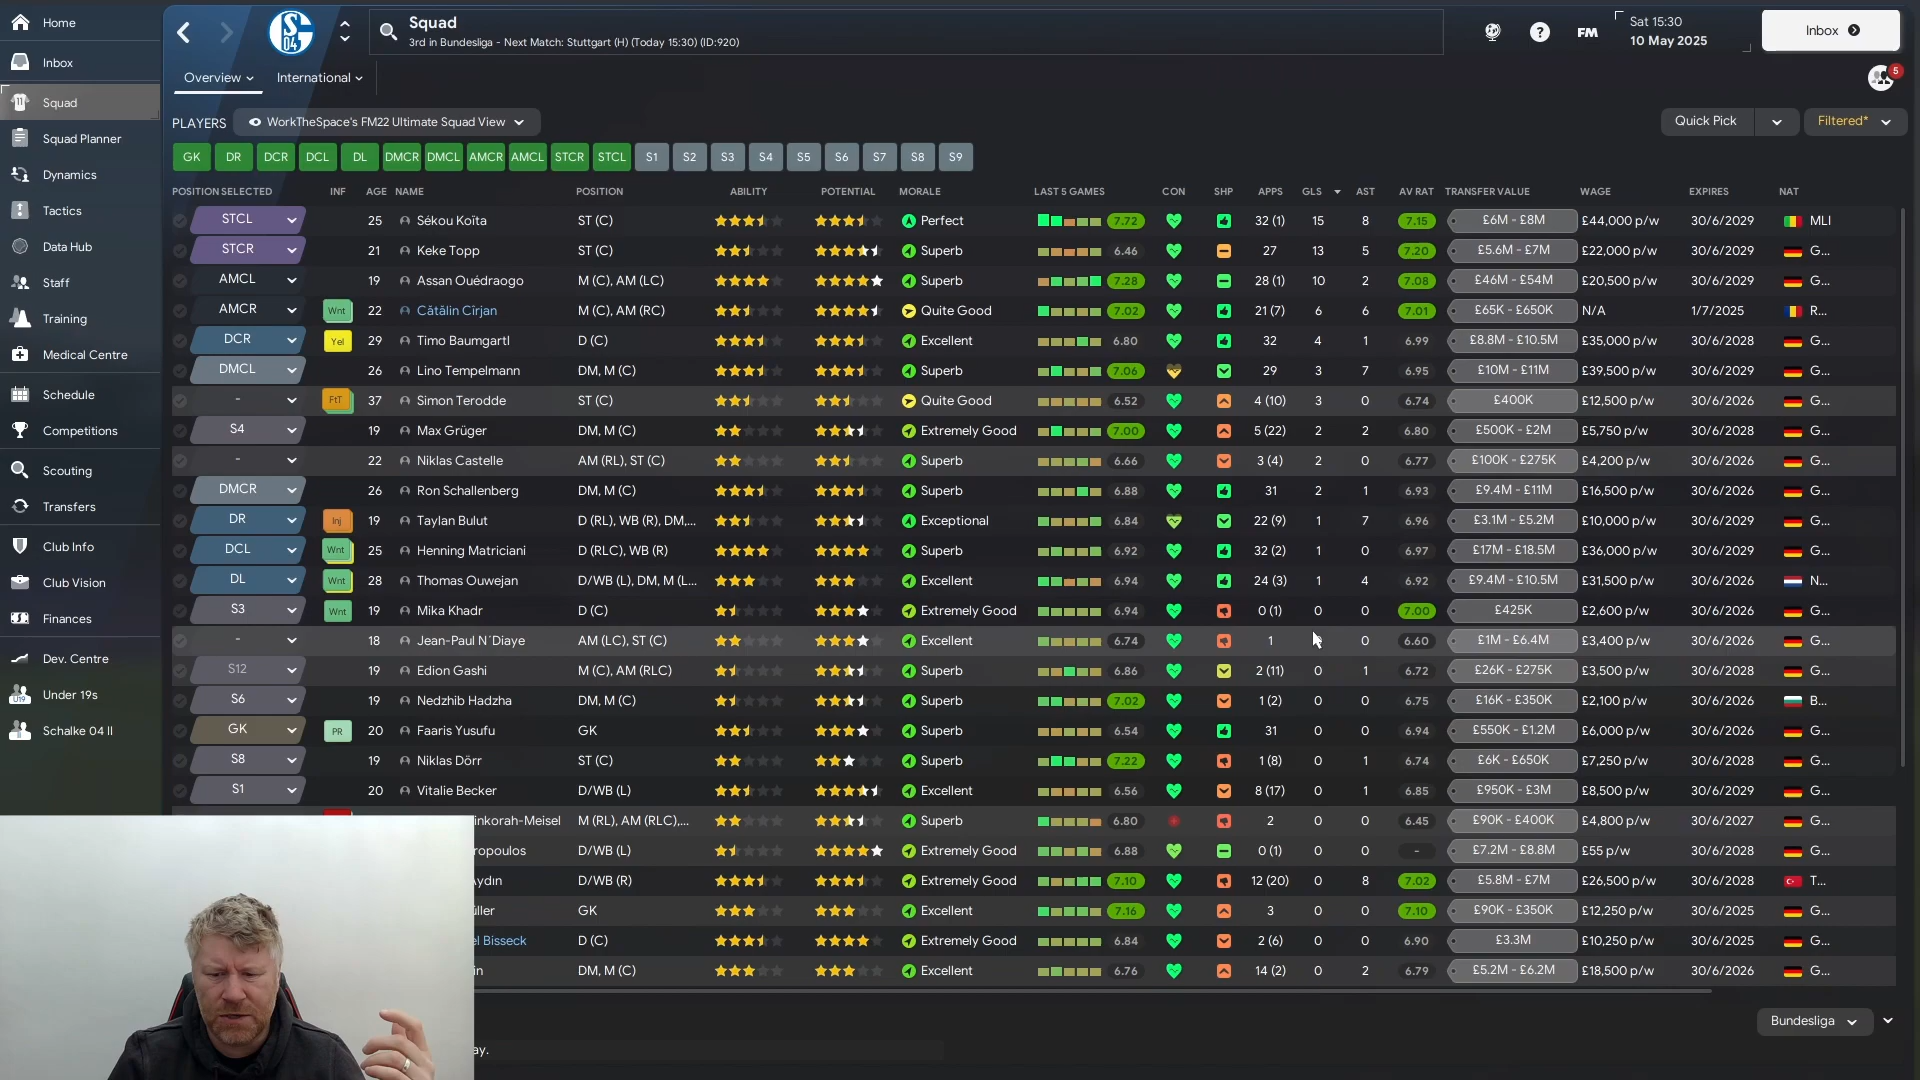 Home
Inbox
Squad
Squad Planner
Dynamics
Tactics
Data Hub
Staff
Training
Medical Centre
Schedule
Competitions
Scouting
Transfers
Club Info
Club Vision
Finances
Dev. Centre
Under 19s
Schalke 04 II
Squad
3rd in Bundesliga - Next Match: Stuttgart (H) (Today 15:30) (ID:920)
FM
Sat 15:30
10 May 2025
Inbox
Overview
International
5
PLAYERS
WorkTheSpace's FM22 Ultimate Squad View
Quick Pick
Filtered*
GK DR DCR DCL DL DMCR DMCL AMCR AMCL STCR STCL S1 S2 S3 S4 S5 S6 S7 S8 S9
POSITION SELECTED INF AGE NAME POSITION ABILITY POTENTIAL MORALE LAST 5 GAMES CON SHP APPS GLS AST AV RAT TRANSFER VALUE WAGE EXPIRES NAT
STCL 25 Sékou Koïta ST (C) Perfect 7.72 32 (1) 15 8 7.15 £6M - £8M £44,000 p/w 30/6/2029 MLI
STCR 21 Keke Topp ST (C) Superb 6.46 27 13 5 7.20 £5.6M - £7M £22,000 p/w 30/6/2029 G...
AMCL 19 Assan Ouédraogo M (C), AM (LC) Superb 7.28 28 (1) 10 2 7.08 £46M - £54M £20,500 p/w 30/6/2029 G...
AMCR Wnt 22 Cătălin Cîrjan M (C), AM (RC) Quite Good 7.02 21 (7) 6 6 7.01 £65K - £650K N/A 1/7/2025 R...
DCR Yel 29 Timo Baumgartl D (C) Excellent 6.80 32 4 1 6.99 £8.8M - £10.5M £35,000 p/w 30/6/2028 G...
DMCL 26 Lino Tempelmann DM, M (C) Superb 7.06 29 3 7 6.95 £10M - £11M £39,500 p/w 30/6/2028 G...
- FtT 37 Simon Terodde ST (C) Quite Good 6.52 4 (10) 3 0 6.74 £400K £12,500 p/w 30/6/2026 G...
S4 19 Max Grüger DM, M (C) Extremely Good 7.00 5 (22) 2 2 6.80 £500K - £2M £5,750 p/w 30/6/2028 G...
- 22 Niklas Castelle AM (RL), ST (C) Superb 6.66 3 (4) 2 0 6.77 £100K - £275K £4,200 p/w 30/6/2026 G...
DMCR 26 Ron Schallenberg DM, M (C) Superb 6.88 31 2 1 6.93 £9.4M - £11M £16,500 p/w 30/6/2026 G...
DR Inj 19 Taylan Bulut D (RL), WB (R), DM,... Exceptional 6.84 22 (9) 1 7 6.96 £3.1M - £5.2M £10,000 p/w 30/6/2029 G...
DCL Wnt 25 Henning Matriciani D (RLC), WB (R) Superb 6.92 32 (2) 1 0 6.97 £17M - £18.5M £36,000 p/w 30/6/2029 G...
DL Wnt 28 Thomas Ouwejan D/WB (L), DM, M (L... Excellent 6.94 24 (3) 1 4 6.92 £9.4M - £10.5M £31,500 p/w 30/6/2028 N...
S3 Wnt 19 Mika Khadr D (C) Extremely Good 6.94 0 (1) 0 0 7.00 £425K £2,600 p/w 30/6/2026 G...
- 18 Jean-Paul N´Diaye AM (LC), ST (C) Excellent 6.74 1 0 6.60 £1M - £6.4M £3,400 p/w 30/6/2026 G...
S12 19 Edion Gashi M (C), AM (RLC) Superb 6.86 2 (11) 0 1 6.72 £26K - £275K £3,500 p/w 30/6/2028 G...
S6 19 Nedzhib Hadzha DM, M (C) Superb 7.02 1 (2) 0 0 6.75 £16K - £350K £2,100 p/w 30/6/2028 B...
GK PR 20 Faaris Yusufu GK Superb 6.54 31 0 0 6.94 £550K - £1.2M £6,000 p/w 30/6/2028 G...
S8 19 Niklas Dörr ST (C) Superb 7.22 1 (8) 0 1 6.74 £6K - £650K £7,250 p/w 30/6/2028 G...
S1 20 Vitalie Becker D/WB (L) Excellent 6.56 8 (17) 0 1 6.85 £950K - £3M £8,500 p/w 30/6/2029 G...
inkorah-Meisel M (RL), AM (RLC),... Superb 6.80 2 0 0 6.45 £90K - £400K £4,800 p/w 30/6/2027 G...
ropoulos D/WB (L) Extremely Good 6.88 0 (1) 0 0 - £7.2M - £8.8M £55 p/w 30/6/2028 G...
Aydın D/WB (R) Extremely Good 7.10 12 (20) 0 8 7.02 £5.8M - £7M £26,500 p/w 30/6/2028 T...
üller GK Excellent 7.16 3 0 0 7.10 £90K - £350K £12,250 p/w 30/6/2025 G...
el Bisseck D (C) Extremely Good 6.84 2 (6) 0 0 6.90 £3.3M £10,250 p/w 30/6/2025 G...
in DM, M (C) Excellent 6.76 14 (2) 0 2 6.79 £5.2M - £6.2M £18,500 p/w 30/6/2026 G...
Bundesliga
ay.